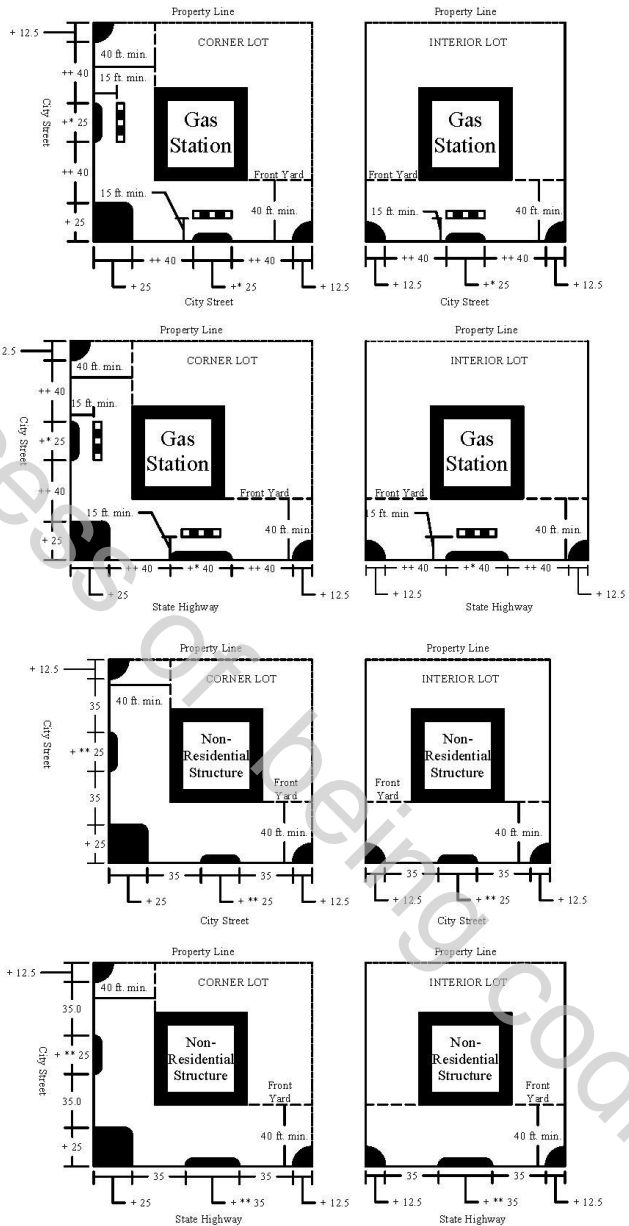 Property Line
Property Line
+ 12.5
CORNER LOT
INTERIOR LOT
40 ft. min.
++ 40
15 ft. min.
City Street
+* 25
Gas
Station
Gas
Station
++ 40
Front Yard
Front Yard
15 ft. min.
40 ft. min.
15 ft min.
40 ft. min.
+ 25
++ 40
++ 40
++ 40
++ 40
+ 25
+* 25
+ 12.5
+ 12.5
+* 25
+ 12.5
City Street
City Street
Property Line
Property Line
2.5
CORNER LOT
INTERIOR LOT
40 ft. min.
++ 40
15 ft. min.
City Street
+* 25
Gas
Station
Gas
Station
++ 40
Front Yard
Front Yard
15 ft min.
40 ft. min.
15 ft. min.
40 ft. min.
+ 25
++ 40
+* 40
++ 40
++ 40
+* 40
++ 40
+ 25
+ 12.5
+ 12.5
+ 12.5
State Highway
State Highway
Property Line
Property Line
+ 12.5
CORNER LOT
INTERIOR LOT
40 ft. min.
35
City Street
+ ** 25
Non-
Residential
Structure
Non-
Residential
Structure
35
Front
Yard
Front
Yard
40 ft. min.
40 ft. min.
+ 25
35
35
35
35
+ 25
+ ** 25
+ 12.5
+ 12.5
+ ** 25
+ 12.5
City Street
City Street
Property Line
Property Line
+ 12.5
CORNER LOT
INTERIOR LOT
40 ft. min.
35.0
City Street
+ ** 25
Non-
Residential
Structure
Non-
Residential
Structure
35.0
Front
Yard
Front
Yard
40 ft. min.
40 ft. min.
+ 25
35
35
35
35
+ 25
+ ** 35
+ 12.5
+ 12.5
+ ** 35
+ 12.5
State Highway
State Highway
cess of being codi